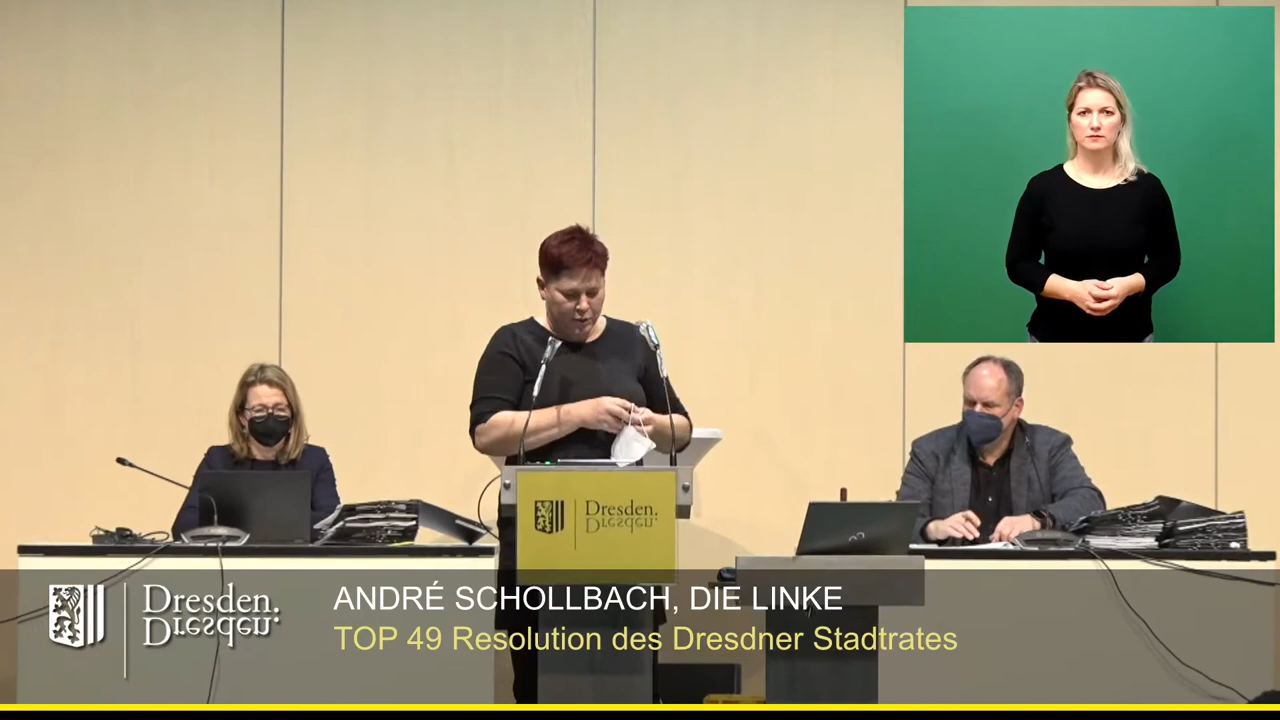 Dresden.
Dresden.
Dresden.
Dresden.
ANDRÉ SCHOLLBACH, DIE LINKE
TOP 49 Resolution des Dresdner Stadtrates